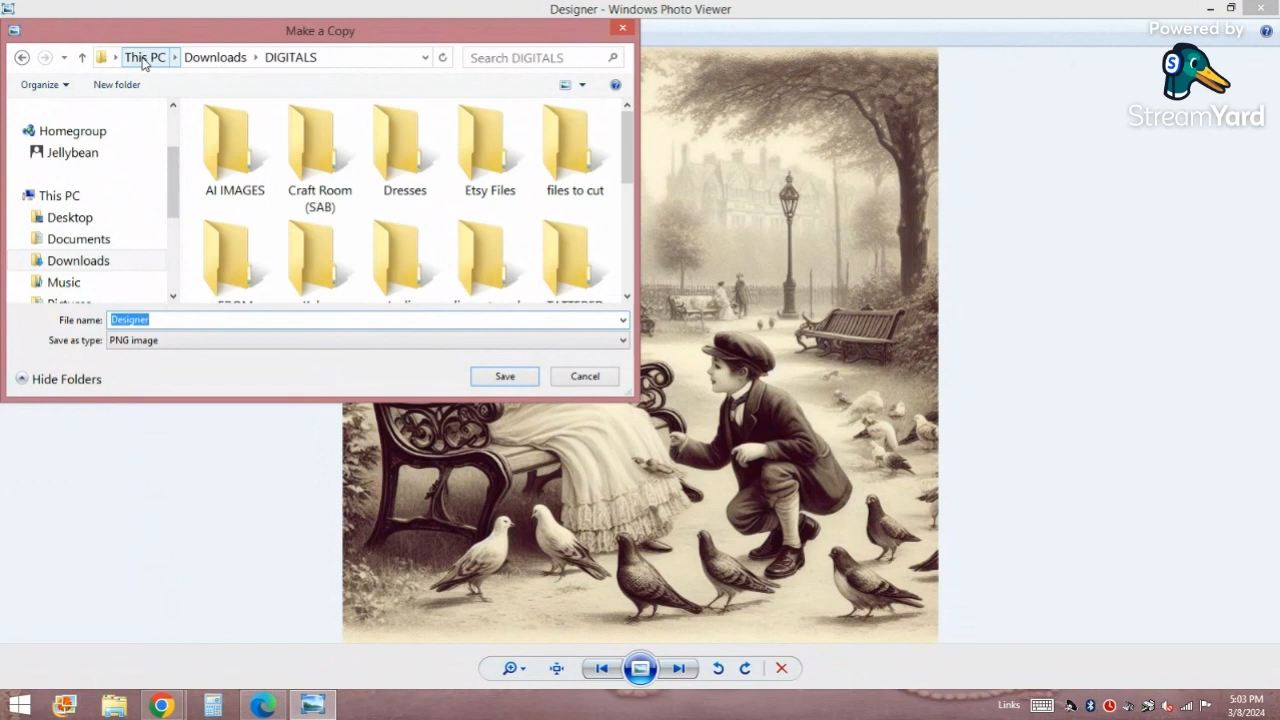 Designer - Windows Photo Viewer
Powered by
StreamYard
Make a Copy
This PC
Downloads
DIGITALS
Search DIGITALS
Organize
New folder
Homegroup
Jellybean
This PC
Desktop
Documents
Downloads
Music
AI IMAGES
Craft Room
(SAB)
Dresses
Etsy Files
files to cut
File name:
Designer
Save as type:
PNG image
Hide Folders
Save
Cancel
Links
5:03 PM
3/8/2024